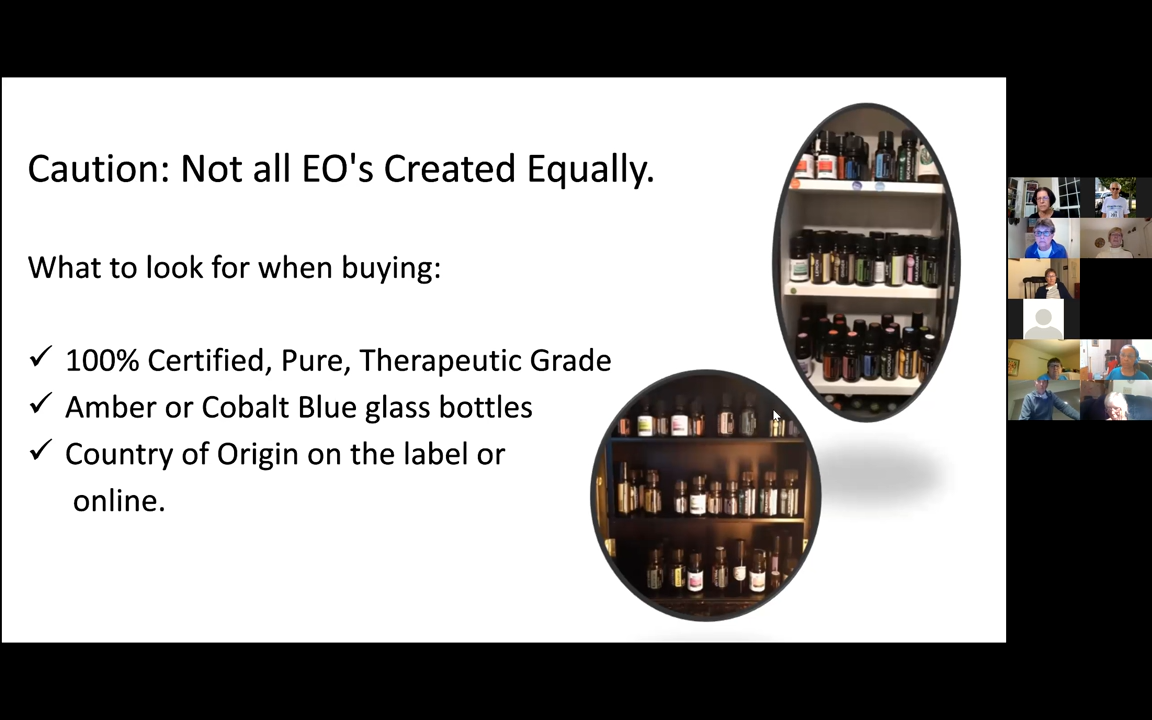 Caution: Not all EO's Created Equally.
What to look for when buying:
✓ 100% Certified, Pure, Therapeutic Grade
✓ Amber or Cobalt Blue glass bottles
✓ Country of Origin on the label or
online.